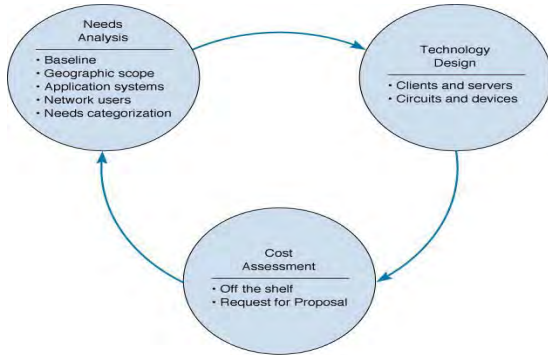 Needs
Analysis
• Baseline
• Geographic scope
• Application systems
• Network users
• Needs categorization
Technology
Design
• Clients and servers
• Circuits and devices
Cost
Assessment
• Off the shelf
• Request for Proposal